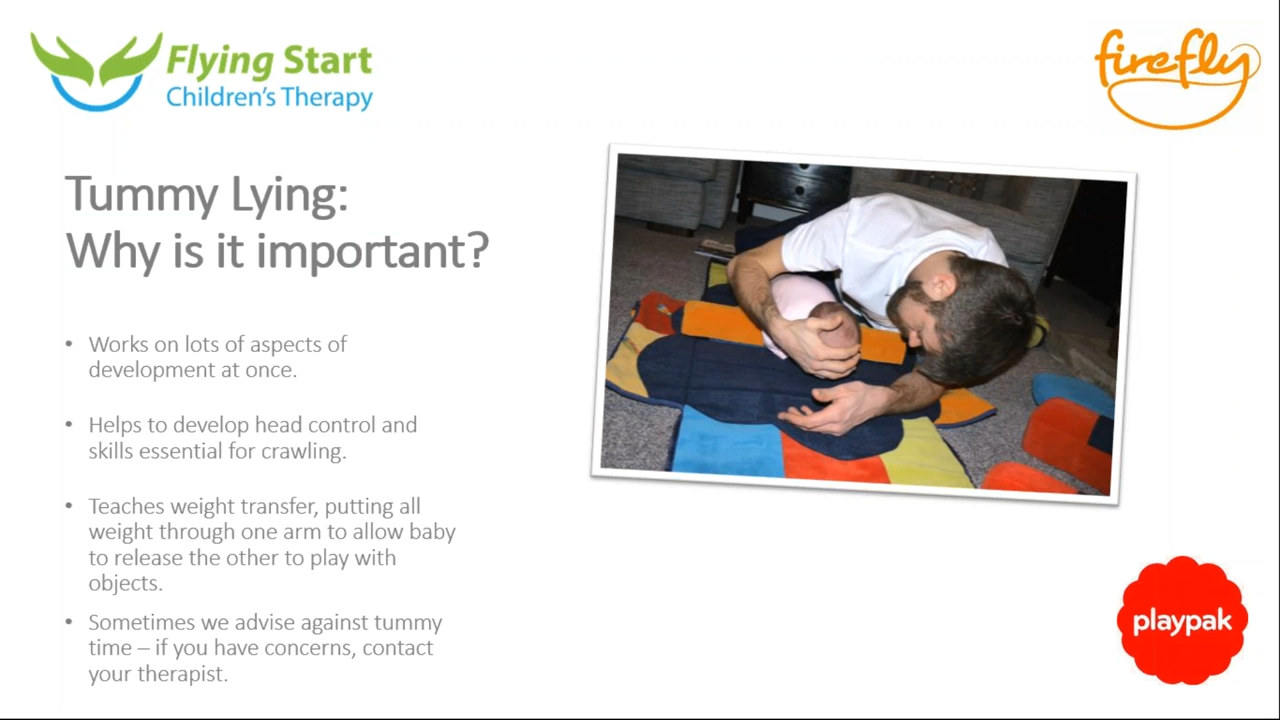 Flying Start
Children's Therapy
firefly
Tummy Lying:
Why is it important?
• Works on lots of aspects of
development at once.
• Helps to develop head control and
skills essential for crawling.
• Teaches weight transfer, putting all
weight through one arm to allow baby
to release the other to play with
objects.
• Sometimes we advise against tummy
time – if you have concerns, contact
your therapist.
playpak